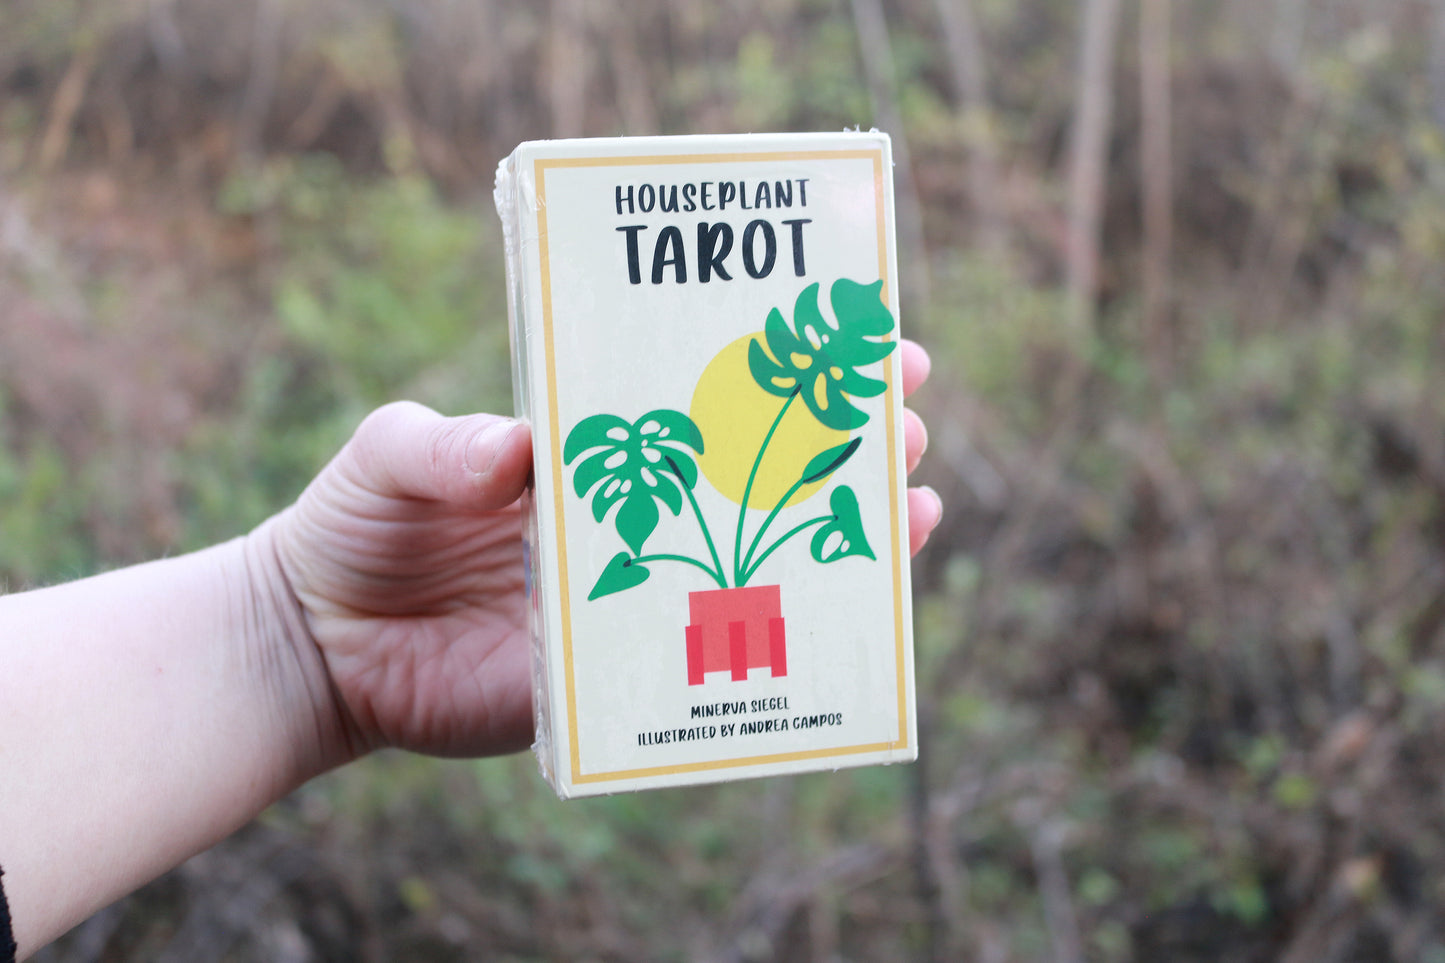 HOUSEPLANT
TAROT
MINERVA SIEGEL
ILLUSTRATED BY ANDREA CAMPOS